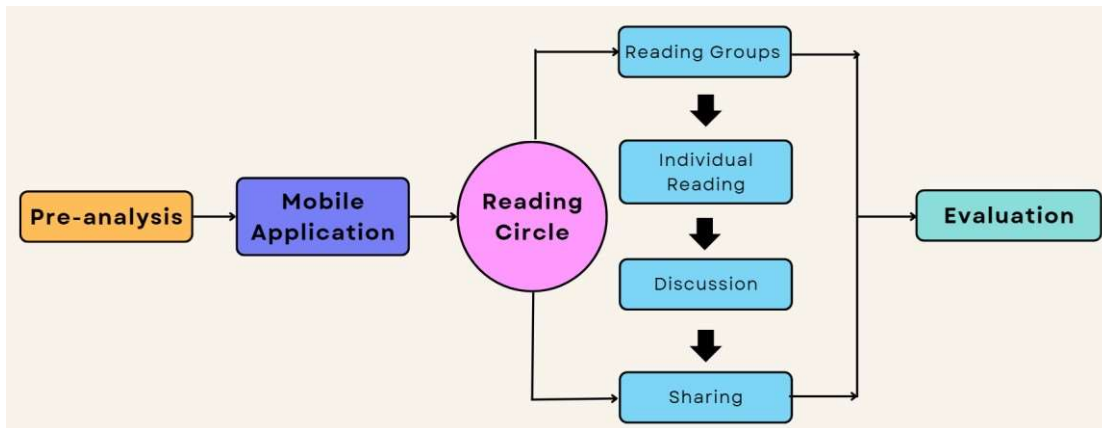 Pre-analysis
Mobile
Application
Reading
Circle
Reading Groups
Individual
Reading
Discussion
Sharing
Evaluation